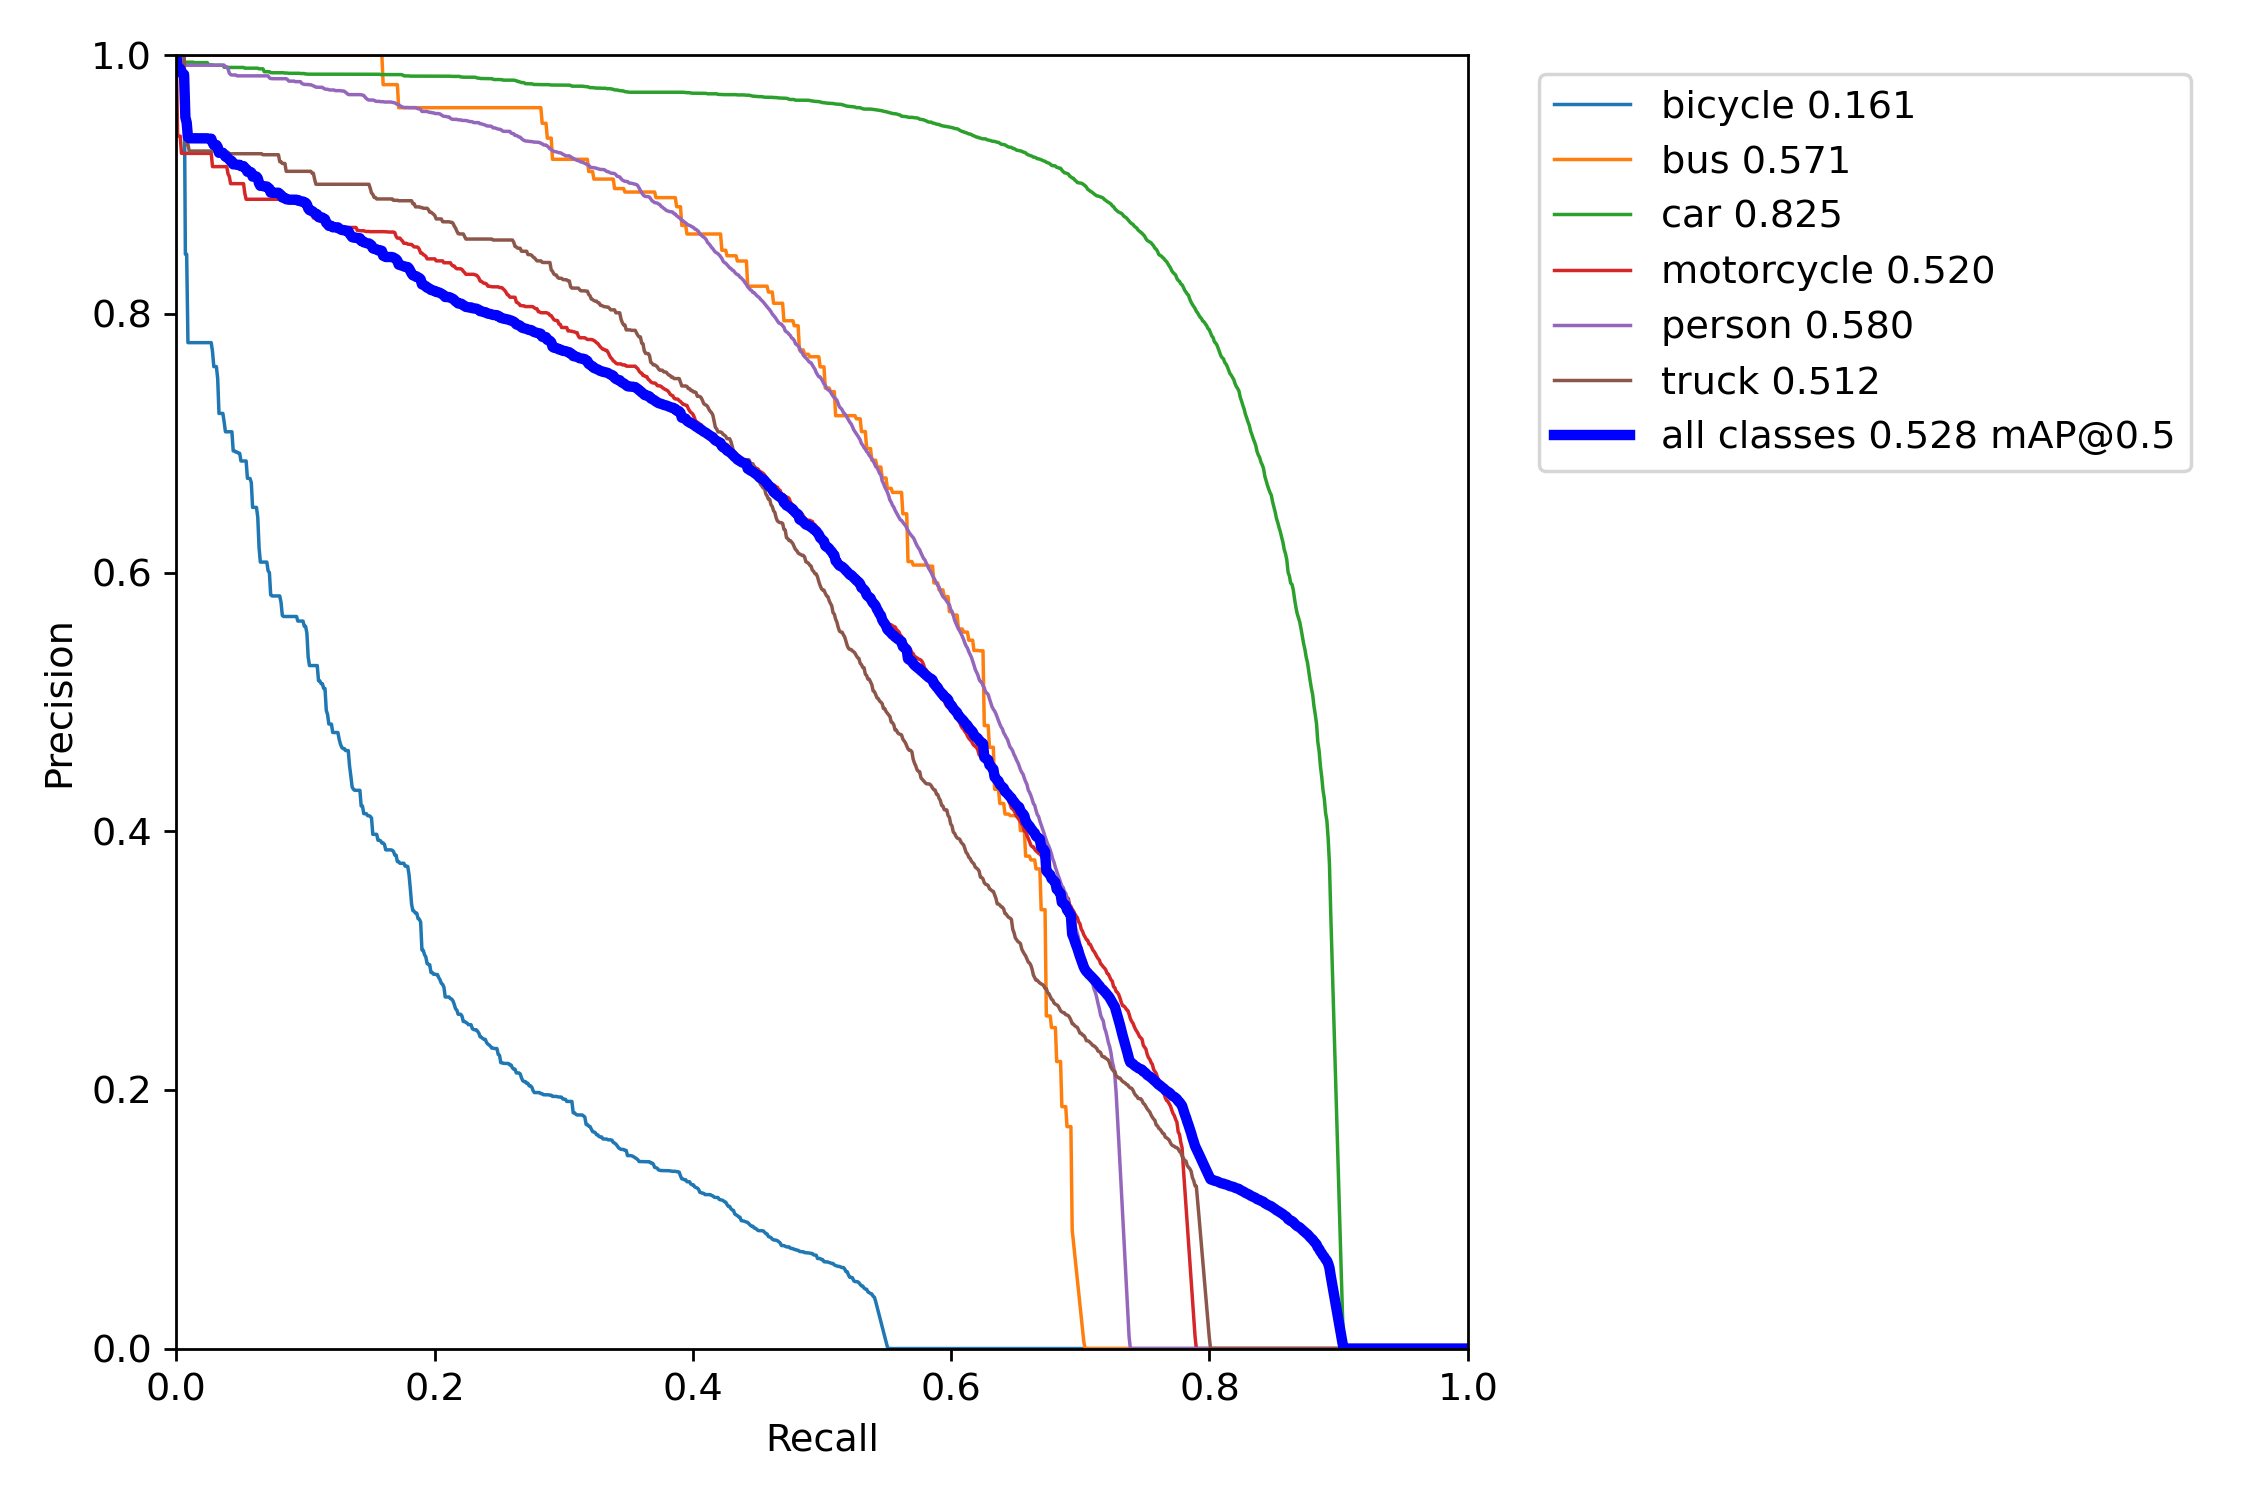 1.0
0.8
0.6
0.4
0.2
0.0
Precision
0.0 0.2 0.4 0.6 0.8 1.0
Recall
bicycle 0.161
bus 0.571
car 0.825
motorcycle 0.520
person 0.580
truck 0.512
all classes 0.528 mAP@0.5